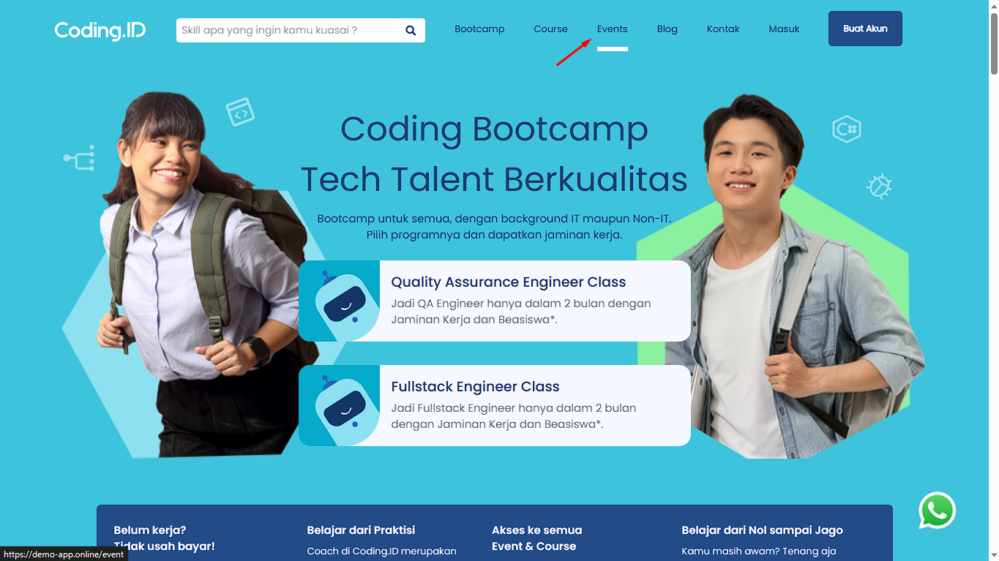 Coding.ID
Skill apa yang ingin kamu kuasai ?
Bootcamp
Course
Events
Blog
Kontak
Masuk
Buat Akun
Coding Bootcamp
Tech Talent Berkualitas
Bootcamp untuk semua, dengan background IT maupun Non-IT.
Pilih programnya dan dapatkan jaminan kerja.
Quality Assurance Engineer Class
Jadi QA Engineer hanya dalam 2 bulan dengan
Jaminan Kerja dan Beasiswa*.
Fullstack Engineer Class
Jadi Fullstack Engineer hanya dalam 2 bulan
dengan Jaminan Kerja dan Beasiswa*.
C#
Belum kerja?
Tidak usah bayar!
Belajar dari Praktisi
Coach di Coding.ID merupakan
Akses ke semua
Event & Course
Belajar dari Nol sampai Jago
Kamu masih awam? Tenang aja
https://demo-app.online/event